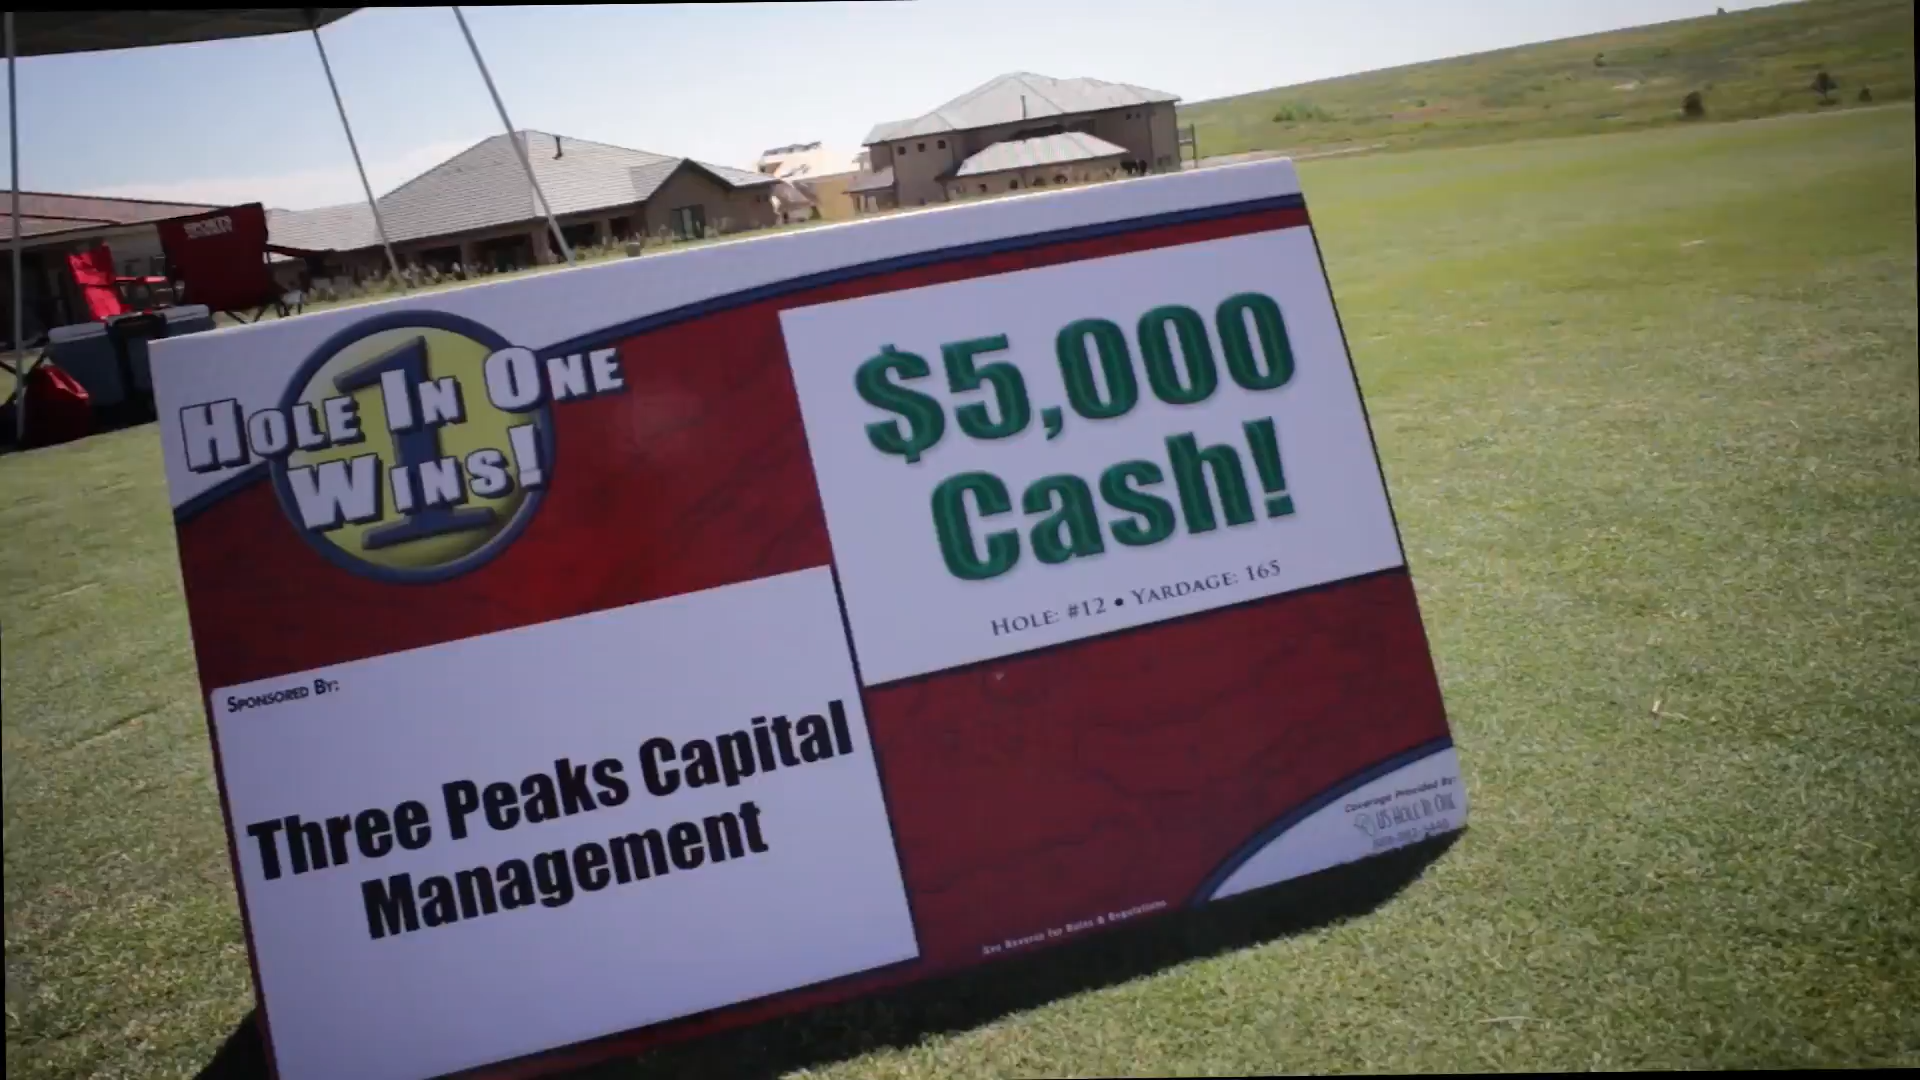 HOLE IN ONE
WINS!
$5,000
Cash!
HOLE: #12 • YARDAGE: 165
SPONSORED BY:
Three Peaks Capital
Management
Coverage Provided By:
US HOLE IN ONE
See Reverse for Rules & Regulations